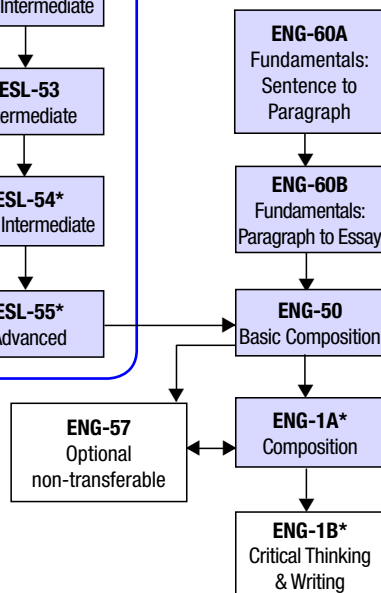 Intermediate
ESL-53
ermediate
ESL-54*
Intermediate
ESL-55*
Advanced
ENG-60A
Fundamentals:
Sentence to
Paragraph
ENG-60B
Fundamentals:
Paragraph to Essay
ENG-50
Basic Composition
ENG-57
Optional
non-transferable
ENG-1A*
Composition
ENG-1B*
Critical Thinking
& Writing